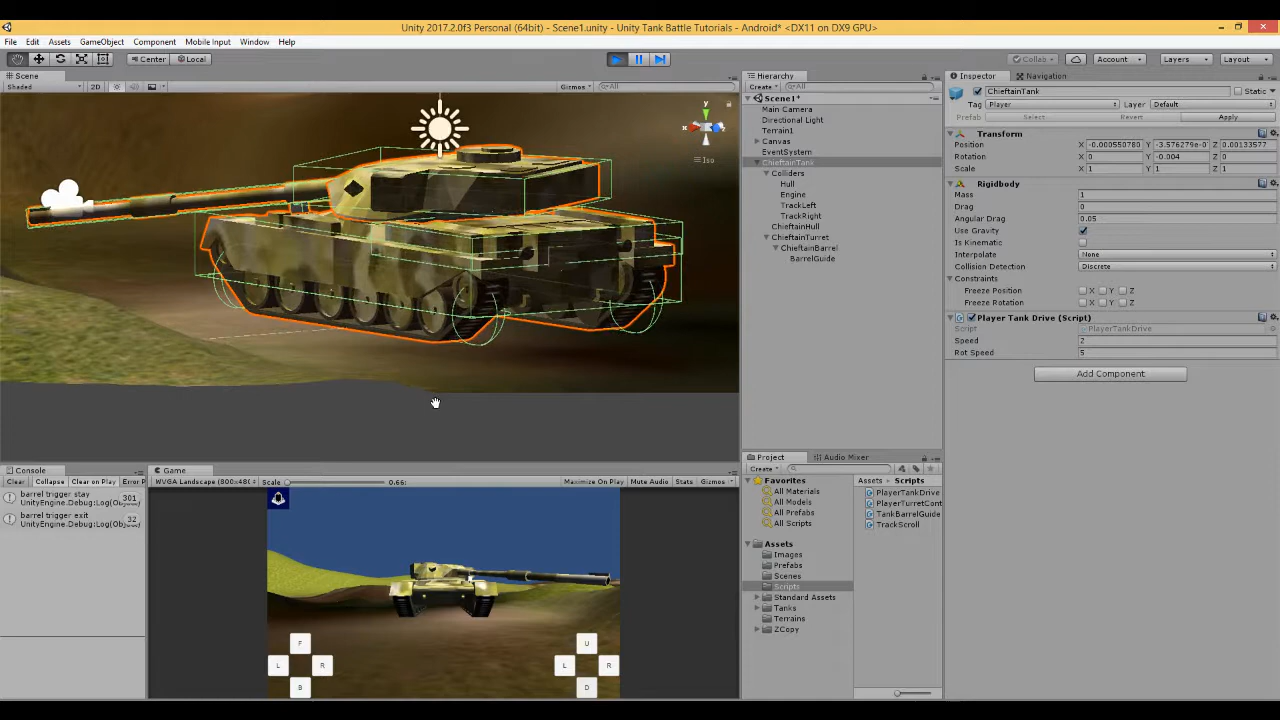 Unity 2017.2.0f3 Personal (64bit) - Scene1.unity - Unity Tank Battle Tutorials - Android* <DX11 on DX9 GPU>
File Edit Assets GameObject Component Mobile Input Window Help
Center Local Collab Account Layers Layout
Scene
Shaded 2D Gizmos All
y x z
Iso
Hierarchy
Create All
Scene1*
Main Camera
Directional Light
Terrain1
Canvas
EventSystem
ChieftainTank
Colliders
Hull
Engine
TrackLeft
TrackRight
ChieftainHull
ChieftainTurret
ChieftainBarrel
BarrelGuide
Inspector Navigation
ChieftainTank Static
Tag Player Layer Default
Prefab Select Revert Apply
Transform
Position X -0.000550780 Y -3.576279e-0 Z 0.00133577
Rotation X 0 Y -0.004 Z 0
Scale X 1 Y 1 Z 1
Rigidbody
Mass 1
Drag 0
Angular Drag 0.05
Use Gravity
Is Kinematic
Interpolate None
Collision Detection Discrete
Constraints
Freeze Position X Y Z
Freeze Rotation X Y Z
Player Tank Drive (Script)
Script PlayerTankDrive
Speed 2
Rot Speed 5
Add Component
Console
Clear Collapse Clear on Play Error P
barrel trigger stay
UnityEngine.Debug:Log(Obj 301
barrel trigger exit
UnityEngine.Debug:Log(Object 32
Game
WVGA Landscape (800x480 Scale 0.66 Maximize On Play Mute Audio Stats Gizmos
F
L R
B
U
L R
D
Project Audio Mixer
Create
Favorites
All Materials
All Models
All Prefabs
All Scripts
Assets
Images
Prefabs
Scenes
Scripts
Standard Assets
Tanks
Terrains
ZCopy
Assets Scripts
PlayerTankDrive
PlayerTurretCont
TankBarrelGuide
TrackScroll